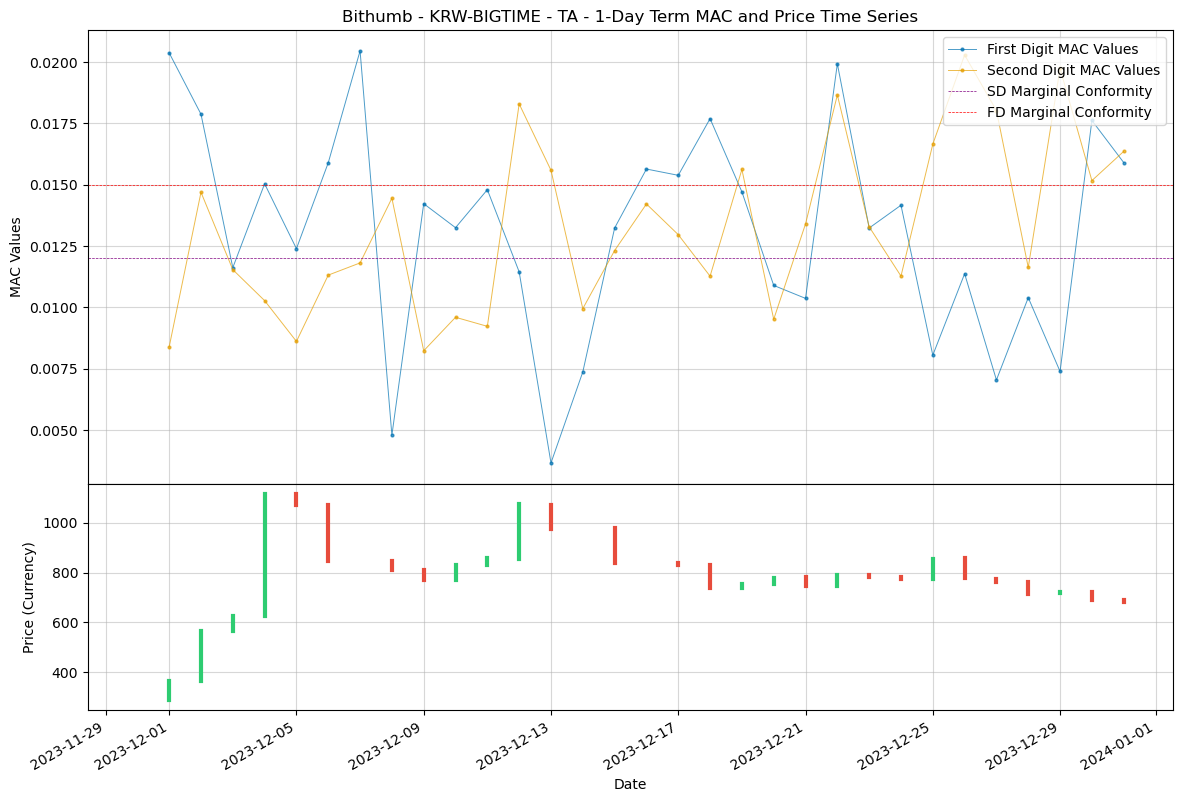 Bithumb - KRW-BIGTIME - TA - 1-Day Term MAC and Price Time Series
First Digit MAC Values
Second Digit MAC Values
SD Marginal Conformity
FD Marginal Conformity
0.0200
0.0175
0.0150
0.0125
0.0100
0.0075
0.0050
MAC Values
1000
800
600
400
Price (Currency)
2023-11-29
2023-12-01
2023-12-05
2023-12-09
2023-12-13
2023-12-17
2023-12-21
2023-12-25
2023-12-29
2024-01-01
Date